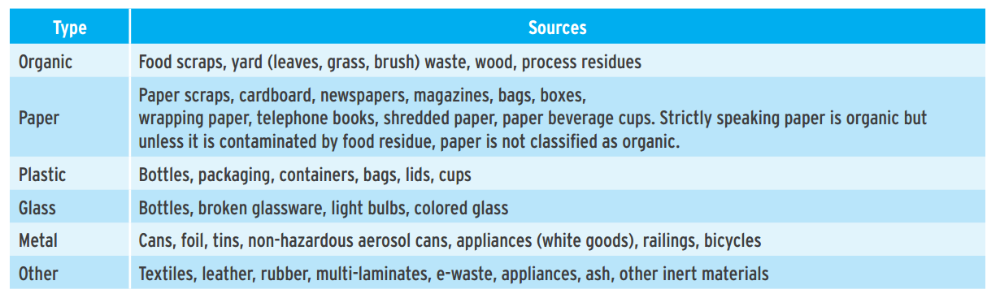 Type Sources
Organic Food scraps, yard (leaves, grass, brush) waste, wood, process residues
Paper scraps, cardboard, newspapers, magazines, bags, boxes,
Paper wrapping paper, telephone books, shredded paper, paper beverage cups. Strictly speaking paper is organic but
unless it is contaminated by food residue, paper is not classified as organic.
Plastic Bottles, packaging, containers, bags, lids, cups
Glass Bottles, broken glassware, light bulbs, colored glass
Metal Cans, foil, tins, non-hazardous aerosol cans, appliances (white goods), railings, bicycles
Other Textiles, leather, rubber, multi-laminates, e-waste, appliances, ash, other inert materials